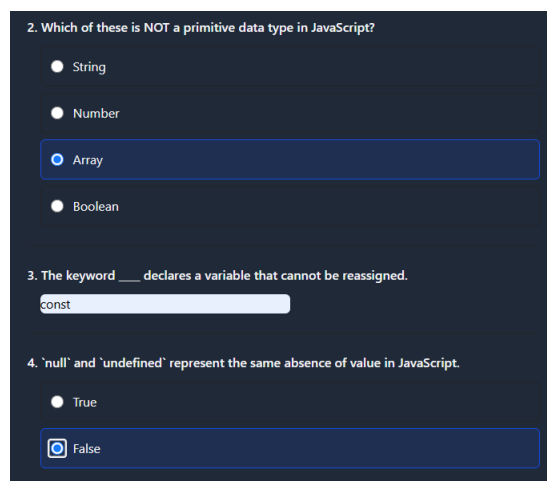 2. Which of these is NOT a primitive data type in JavaScript?
String
Number
Array
Boolean
3. The keyword ____ declares a variable that cannot be reassigned.
const
4. `null` and `undefined` represent the same absence of value in JavaScript.
True
False